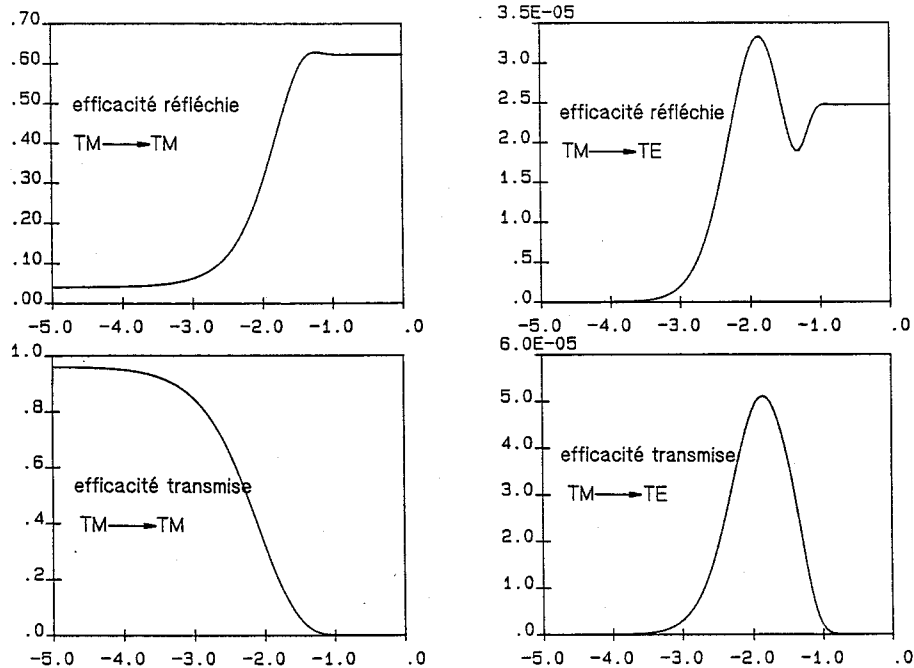 .70
.60
.50
.40
.30
.20
.10
.00
efficacité réfléchie
TM TM
-5.0 -4.0 -3.0 -2.0 -1.0 .0
3.5E-05
3.0
2.5
2.0
1.5
1.0
.5
.0
efficacité réfléchie
TM TE
-5.0 -4.0 -3.0 -2.0 -1.0 .0
1.0
.8
.6
.4
.2
.0
efficacité transmise
TM TM
-5.0 -4.0 -3.0 -2.0 -1.0 .0
6.0E-05
5.0
4.0
3.0
2.0
1.0
.0
efficacité transmise
TM TE
-5.0 -4.0 -3.0 -2.0 -1.0 .0